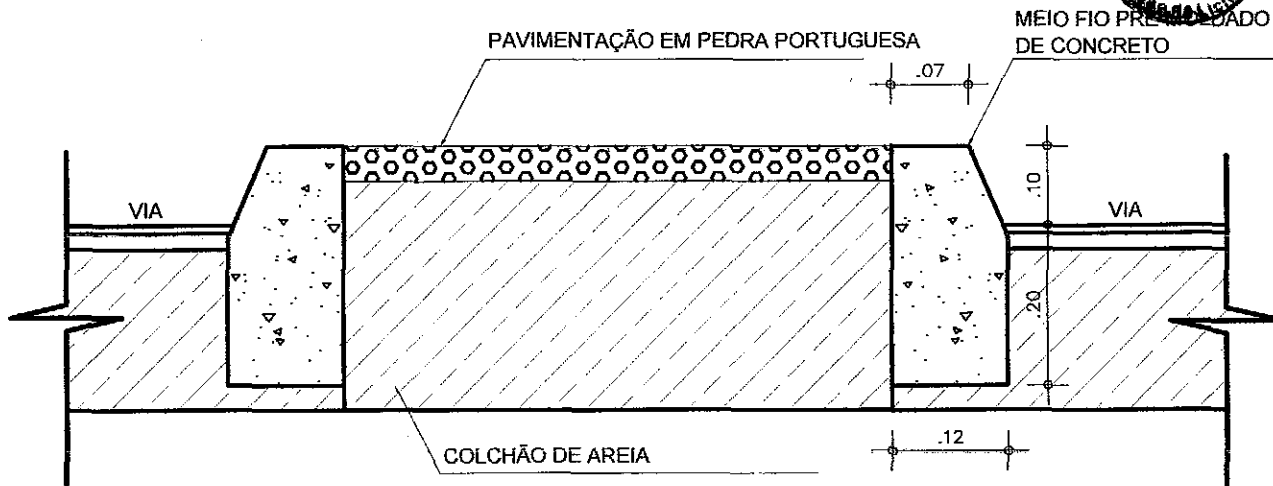 PAVIMENTAÇÃO EM PEDRA PORTUGUESA
MEIO FIO PRÉ-MOLDADO
DE CONCRETO
.07
.10
VIA
VIA
.20
.12
COLCHÃO DE AREIA